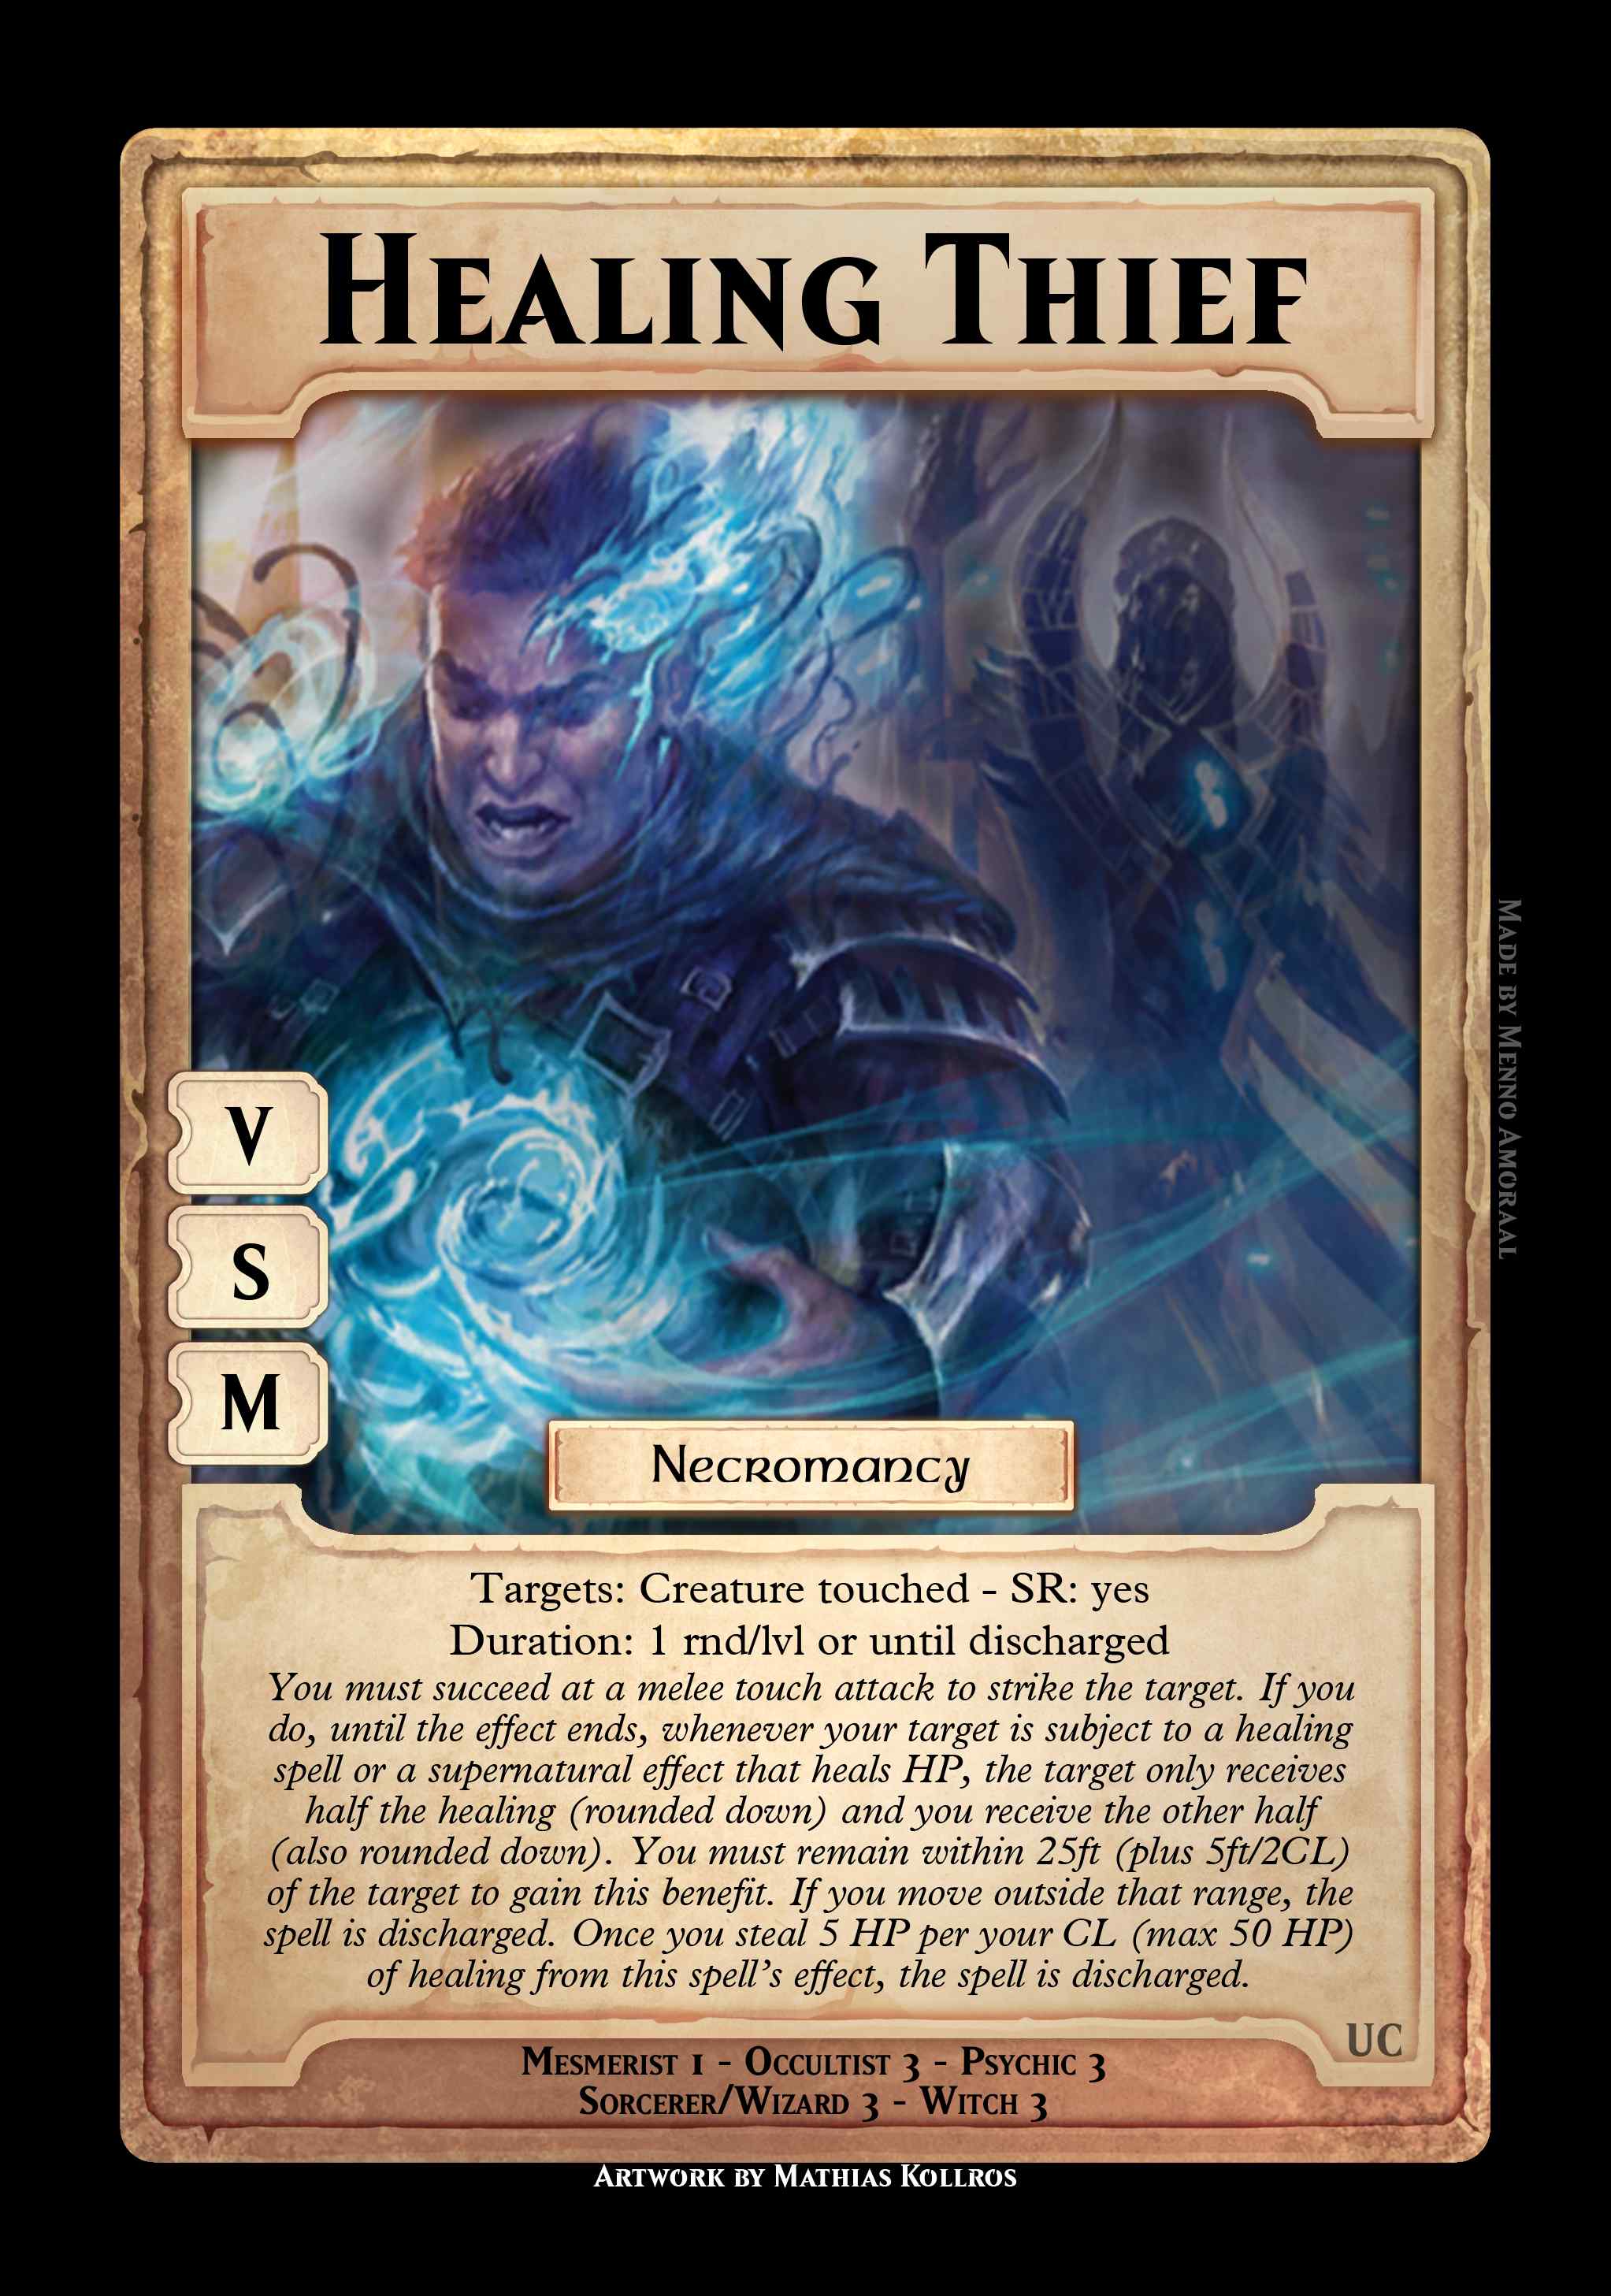 Healing Thief
V
S
M
Necromancy
Targets: Creature touched - SR: yes
Duration: 1 rnd/lvl or until discharged
You must succeed at a melee touch attack to strike the target. If you
do, until the effect ends, whenever your target is subject to a healing
spell or a supernatural effect that heals HP, the target only receives
half the healing (rounded down) and you receive the other half
(also rounded down). You must remain within 25ft (plus 5ft/2CL)
of the target to gain this benefit. If you move outside that range, the
spell is discharged. Once you steal 5 HP per your CL (max 50 HP)
of healing from this spell's effect, the spell is discharged.
UC
Mesmerist 1 - Occultist 3 - Psychic 3
Sorcerer/Wizard 3 - Witch 3
Artwork by Mathias Kollros
Made by Menno Amoraal